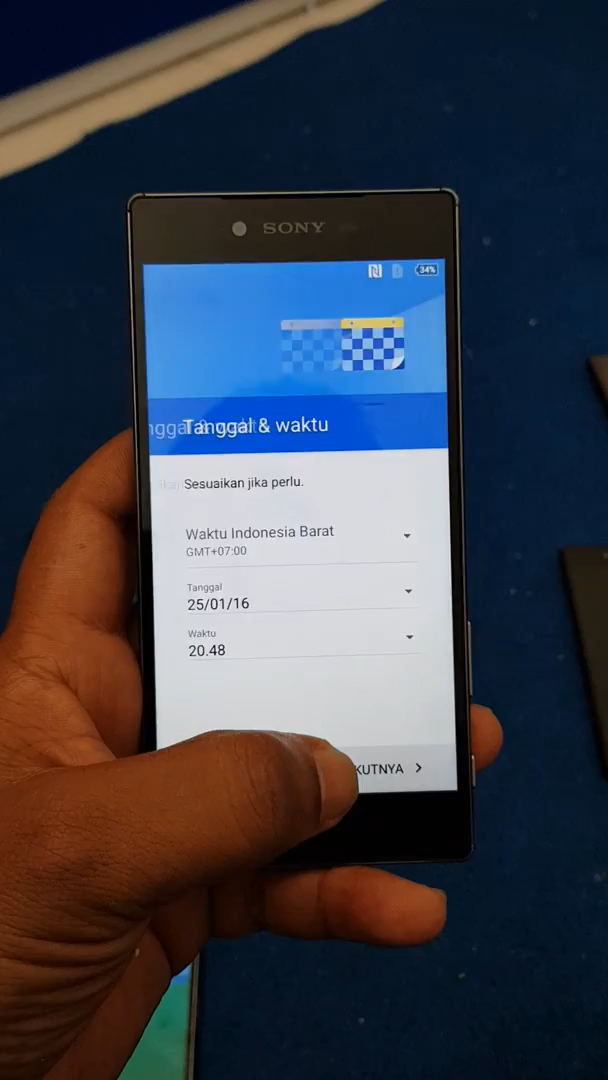 SONY
34%
Tanggal & waktu
Sesuaikan jika perlu.
Waktu Indonesia Barat
GMT+07:00
Tanggal
25/01/16
Waktu
20.48
KUTNYA >